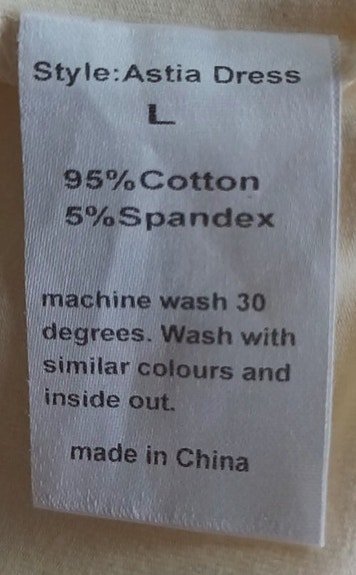 Style:Astia Dress
L
95%Cotton
5%Spandex
machine wash 30
degrees. Wash with
similar colours and
inside out.
made in China